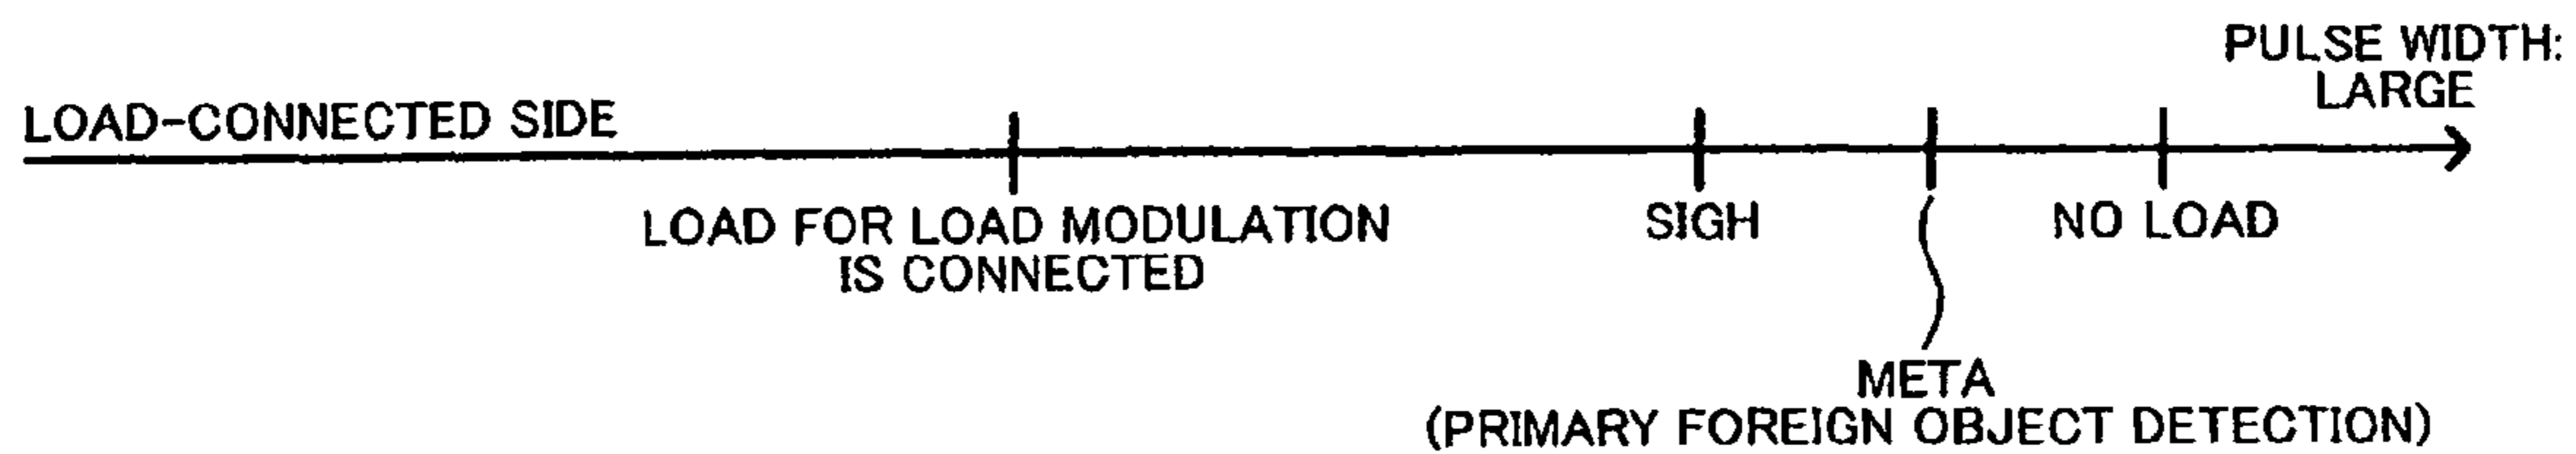 PULSE WIDTH:
LARGE
LOAD-CONNECTED SIDE
LOAD FOR LOAD MODULATION
IS CONNECTED
SIGH
NO LOAD
META
(PRIMARY FOREIGN OBJECT DETECTION)